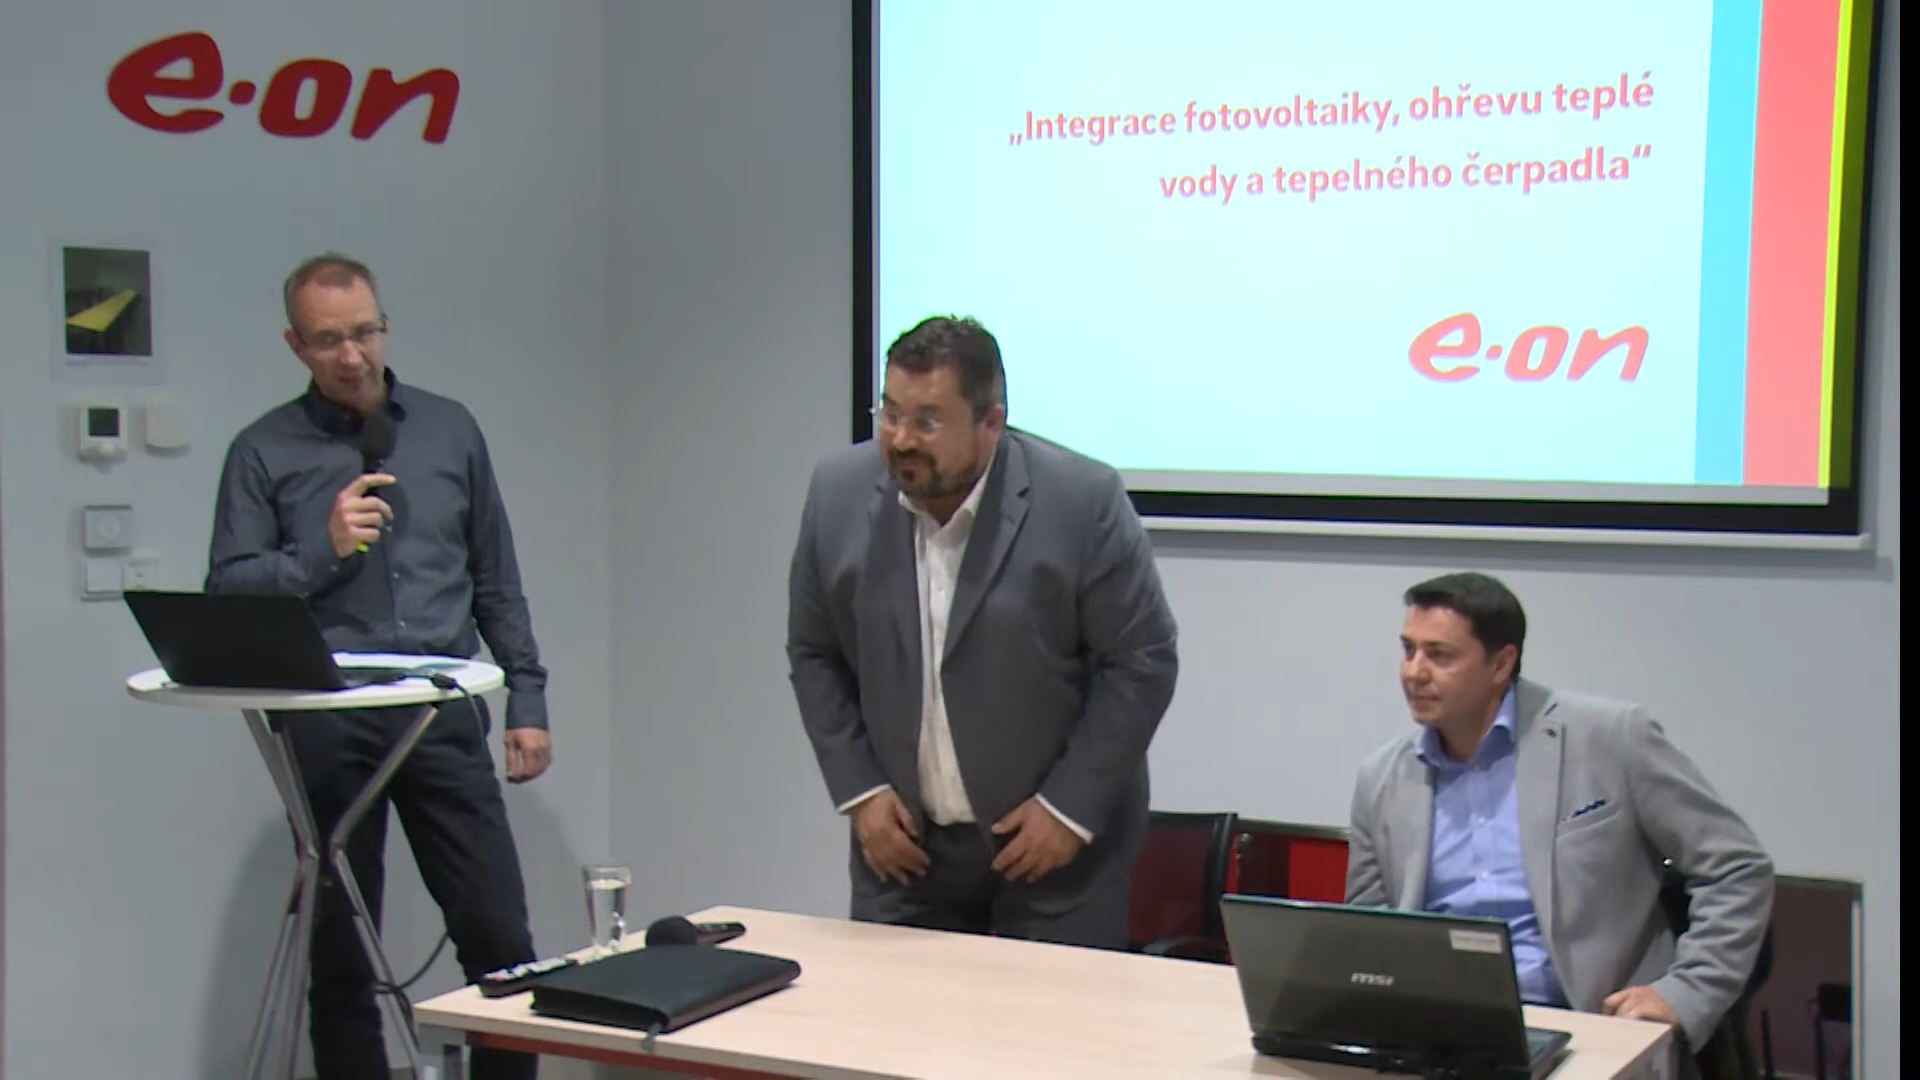 e·on
„Integrace fotovoltaiky, ohřevu teplé
vody a tepelného čerpadla“
e·on
msi